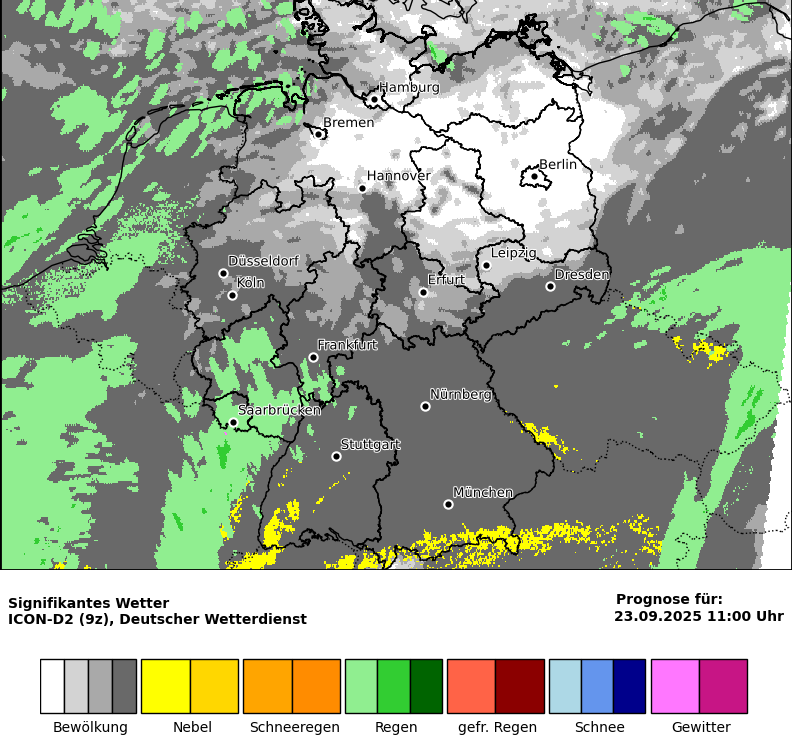 Hamburg
Bremen
Berlin
Hannover
Leipzig
Düsseldorf
Dresden
Köln
Erfurt
Frankfurt
Nürnberg
Saarbrücken
Stuttgart
München
Signifikantes Wetter
ICON-D2 (9z), Deutscher Wetterdienst
Prognose für:
23.09.2025 11:00 Uhr
Bewölkung
Nebel
Schneeregen
Regen
gefr. Regen
Schnee
Gewitter